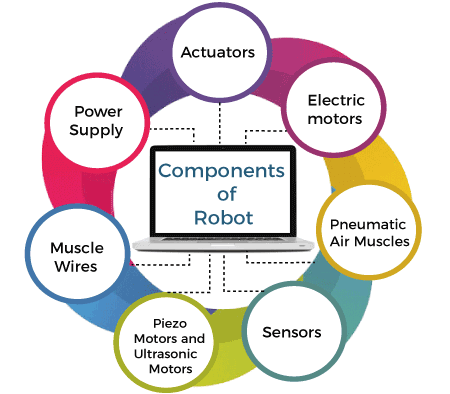 Components
of
Robot
Actuators
Electric
motors
Pneumatic
Air Muscles
Sensors
Piezo
Motors and
Ultrasonic
Motors
Muscle
Wires
Power
Supply